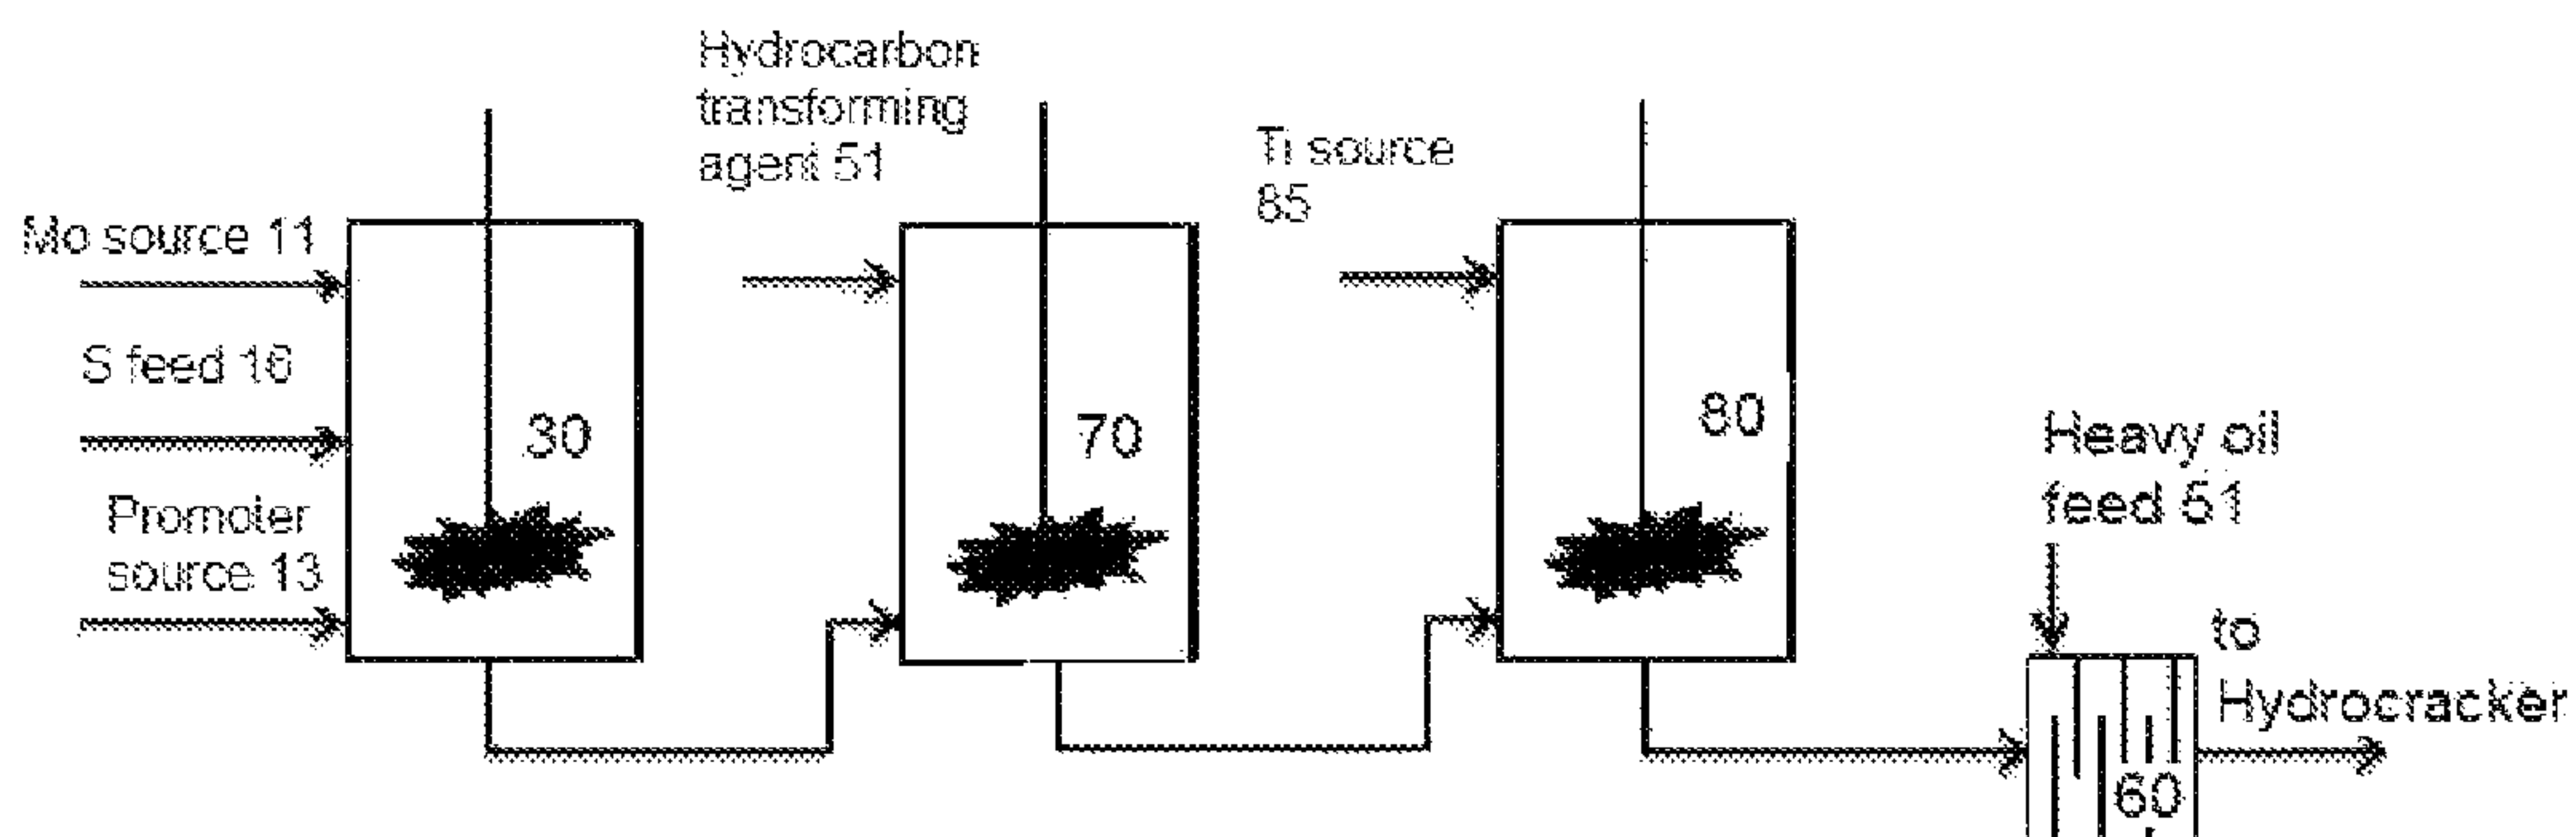 Hydrocarbon
transforming
agent 51
Ti source
85
Mo source 11
S feed 16
Promoter
source 13
30
70
80
Heavy oil
feed 51
to
Hydrocracker
60